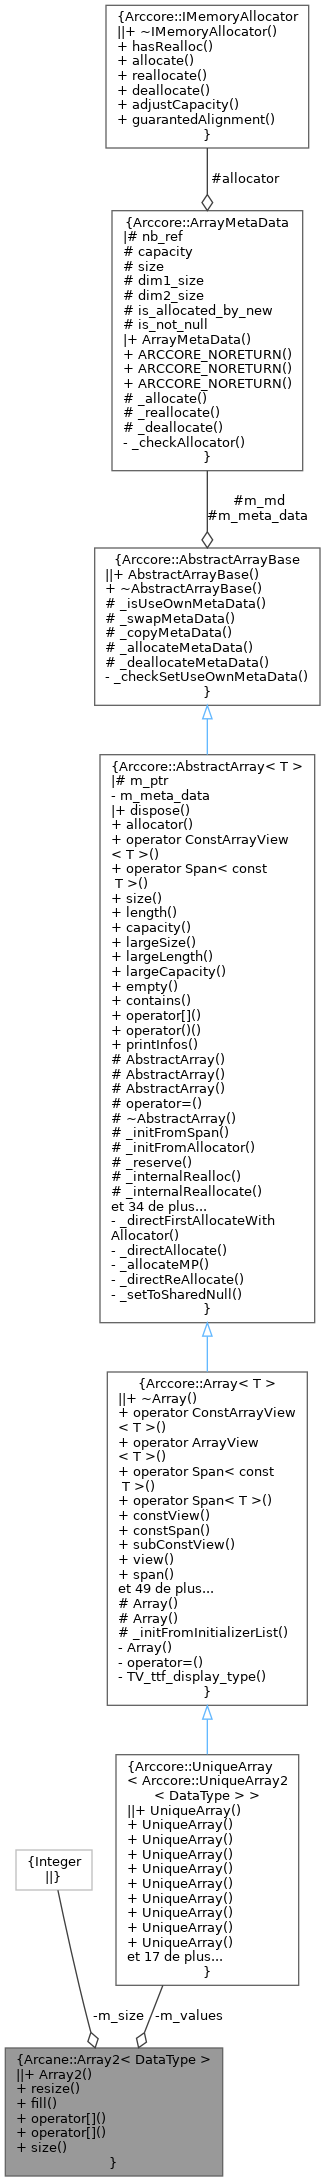 {Arccore::IMemoryAllocator
||+ ~IMemoryAllocator()
+ hasRealloc()
+ allocate()
+ reallocate()
+ deallocate()
+ adjustCapacity()
+ guarantedAlignment()
}
#allocator
{Arccore::ArrayMetaData
|# nb_ref
# capacity
# size
# dim1_size
# dim2_size
# is_allocated_by_new
# is_not_null
|+ ArrayMetaData()
+ ARCCORE_NORETURN()
+ ARCCORE_NORETURN()
+ ARCCORE_NORETURN()
# _allocate()
# _reallocate()
# _deallocate()
- _checkAllocator()
}
#m_md
#m_meta_data
{Arccore::AbstractArrayBase
||+ AbstractArrayBase()
+ ~AbstractArrayBase()
# _isUseOwnMetaData()
# _swapMetaData()
# _copyMetaData()
# _allocateMetaData()
# _deallocateMetaData()
- _checkSetUseOwnMetaData()
}
{Arccore::AbstractArray< T >
|# m_ptr
- m_meta_data
|+ dispose()
+ allocator()
+ operator ConstArrayView
< T >()
+ operator Span< const
T >()
+ size()
+ length()
+ capacity()
+ largeSize()
+ largeLength()
+ largeCapacity()
+ empty()
+ contains()
+ operator[]()
+ operator()()
+ printInfos()
# AbstractArray()
# AbstractArray()
# AbstractArray()
# operator=()
# ~AbstractArray()
# _initFromSpan()
# _initFromAllocator()
# _reserve()
# _internalRealloc()
# _internalReallocate()
et 34 de plus...
- _directFirstAllocateWith
Allocator()
- _directAllocate()
- _allocateMP()
- _directReAllocate()
- _setToSharedNull()
}
{Arccore::Array< T >
||+ ~Array()
+ operator ConstArrayView
< T >()
+ operator ArrayView
< T >()
+ operator Span< const
T >()
+ operator Span< T >()
+ constView()
+ constSpan()
+ subConstView()
+ view()
+ span()
et 49 de plus...
# Array()
# Array()
# _initFromInitializerList()
- Array()
- operator=()
- TV_ttf_display_type()
}
{Arccore::UniqueArray
< Arccore::UniqueArray2
< DataType > >
||+ UniqueArray()
+ UniqueArray()
+ UniqueArray()
+ UniqueArray()
+ UniqueArray()
+ UniqueArray()
+ UniqueArray()
+ UniqueArray()
+ UniqueArray()
+ UniqueArray()
et 17 de plus...
}
{Integer
||}
-m_size
-m_values
{Arcane::Array2< DataType >
||+ Array2()
+ resize()
+ fill()
+ operator[]()
+ operator[]()
+ size()
}